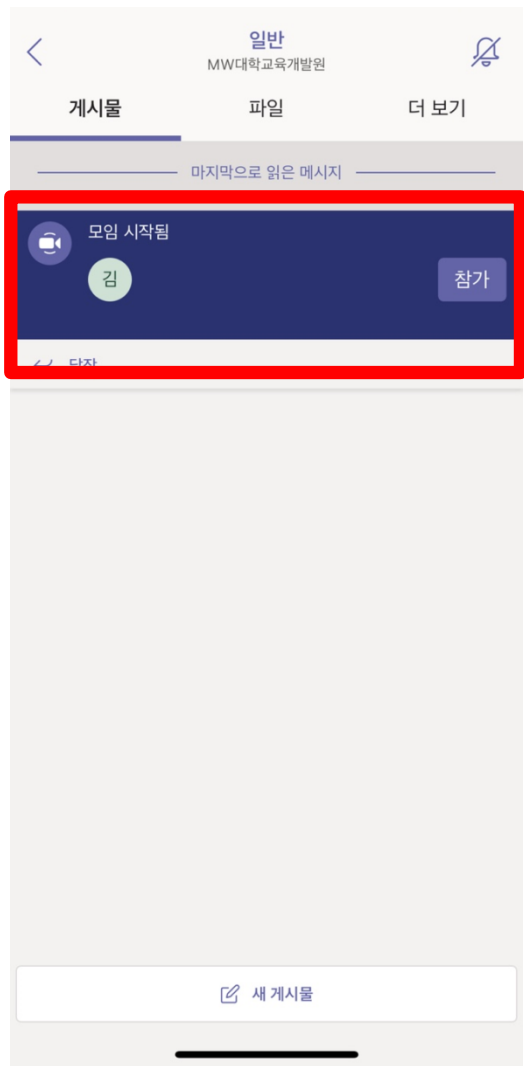 일반
MW대학교육개발원
게시물 파일 더 보기
마지막으로 읽은 메시지
모임 시작됨
김
참가
새 게시물